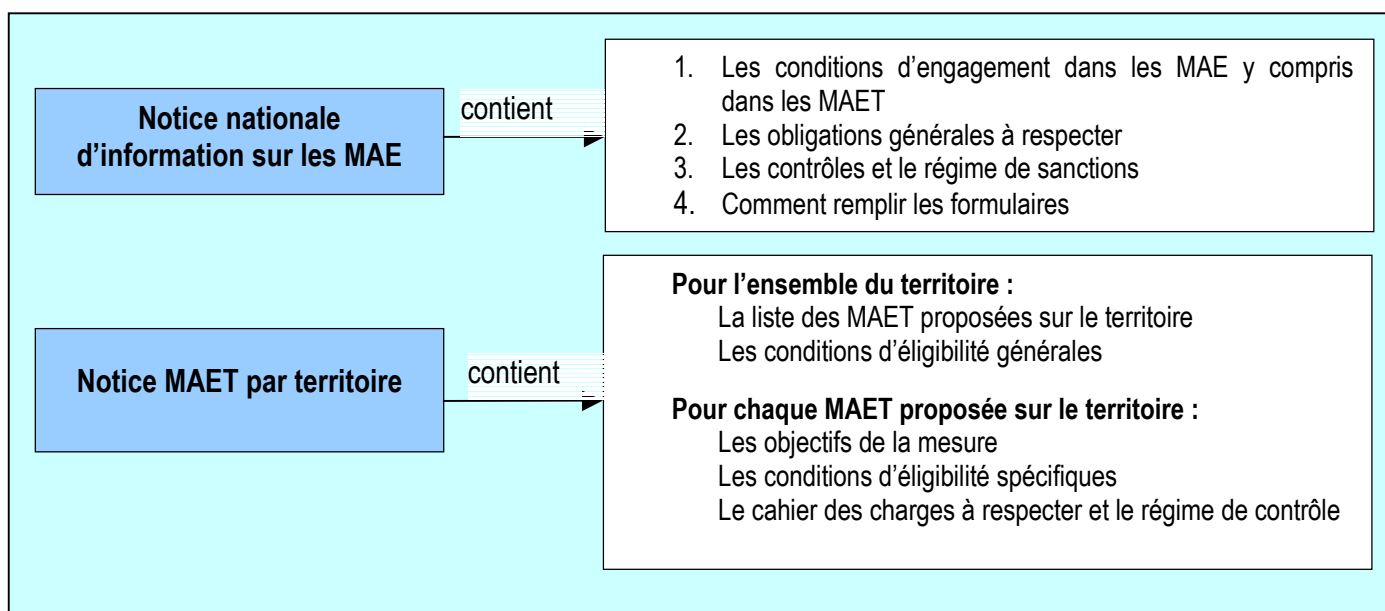 Notice nationale
d’information sur les MAE
contient
1. Les conditions d’engagement dans les MAE y compris
dans les MAET
2. Les obligations générales à respecter
3. Les contrôles et le régime de sanctions
4. Comment remplir les formulaires
Notice MAET par territoire
contient
Pour l’ensemble du territoire :
La liste des MAET proposées sur le territoire
Les conditions d’éligibilité générales
Pour chaque MAET proposée sur le territoire :
Les objectifs de la mesure
Les conditions d’éligibilité spécifiques
Le cahier des charges à respecter et le régime de contrôle